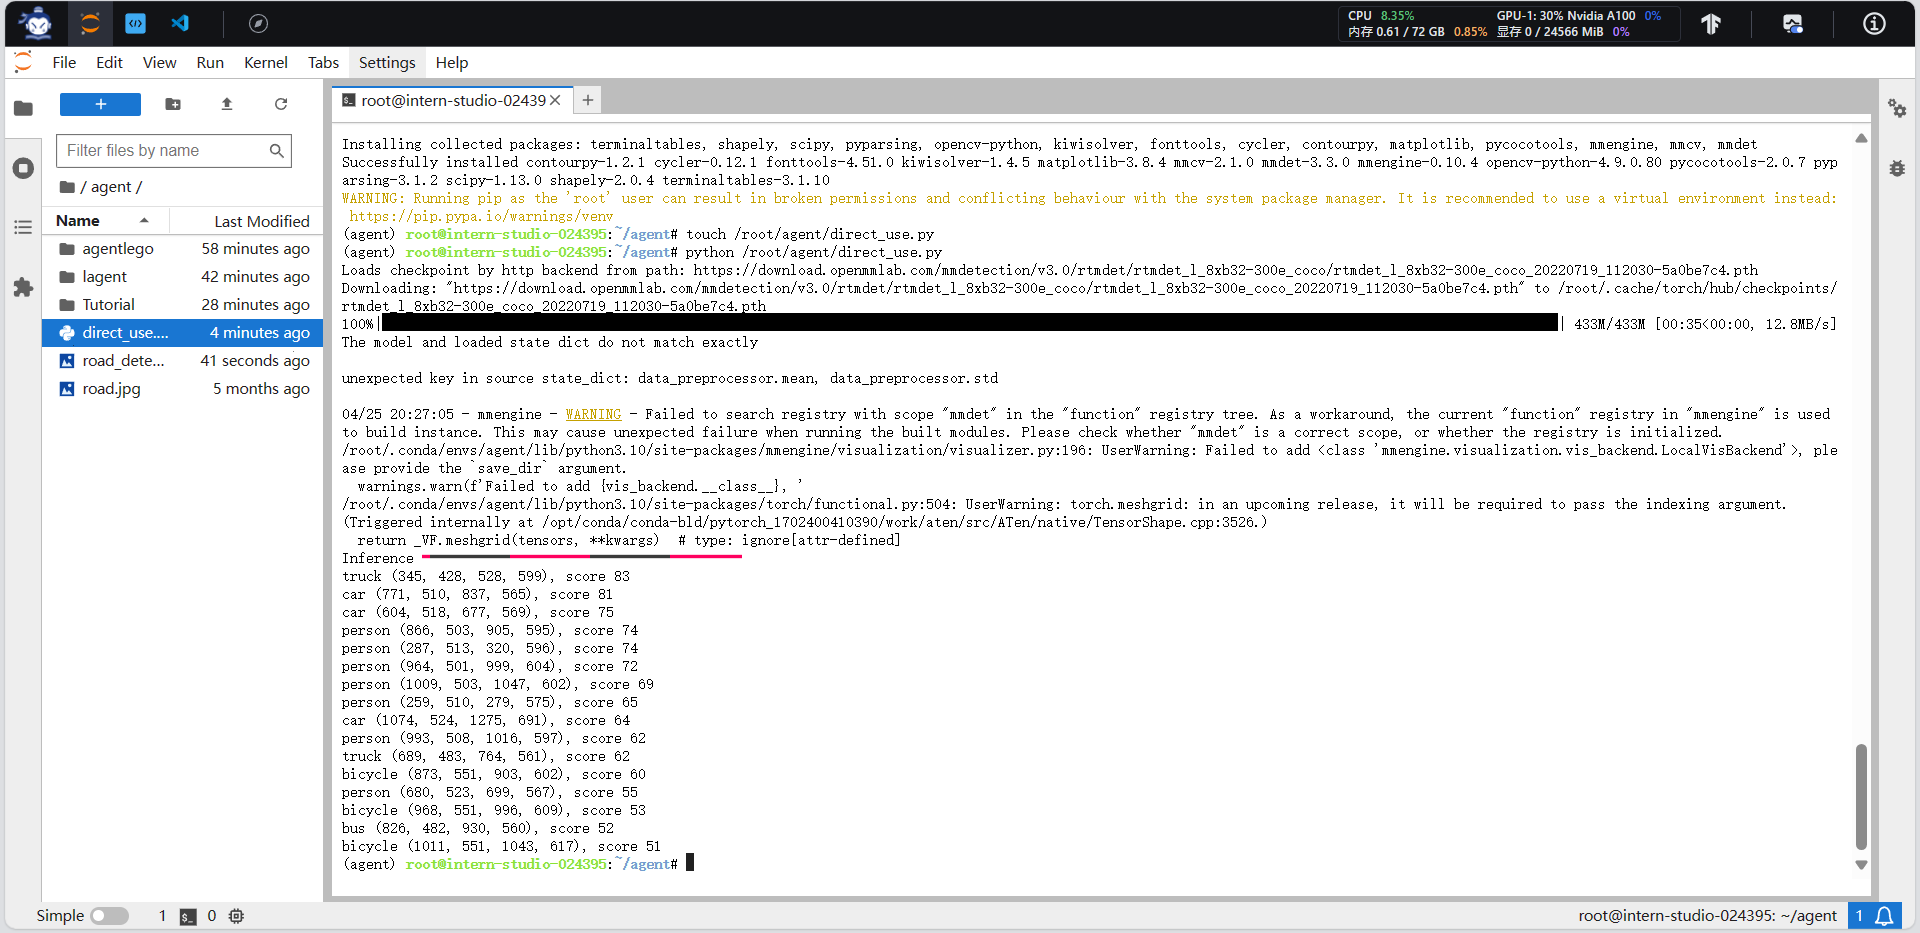 CPU 8.35% GPU-1: 30% Nvidia A100 0%
内存 0.61 / 72 GB 0.85% 显存 0 / 24566 MiB 0%
File Edit View Run Kernel Tabs Settings Help
root@intern-studio-02439
Filter files by name
/ agent /
Name Last Modified
agentlego 58 minutes ago
lagent 42 minutes ago
Tutorial 28 minutes ago
direct_use.... 4 minutes ago
road_dete... 41 seconds ago
road.jpg 5 months ago
Installing collected packages: terminaltables, shapely, scipy, pyparsing, opencv-python, kiwisolver, fonttools, cycler, contourpy, matplotlib, pycocotools, mmengine, mmcv, mmdet
Successfully installed contourpy-1.2.1 cycler-0.12.1 fonttools-4.51.0 kiwisolver-1.4.5 matplotlib-3.8.4 mmcv-2.1.0 mmdet-3.3.0 mmengine-0.10.4 opencv-python-4.9.0.80 pycocotools-2.0.7 pyp
arsing-3.1.2 scipy-1.13.0 shapely-2.0.4 terminaltables-3.1.10
WARNING: Running pip as the 'root' user can result in broken permissions and conflicting behaviour with the system package manager. It is recommended to use a virtual environment instead:
https://pip.pypa.io/warnings/venv
(agent) root@intern-studio-024395:~/agent# touch /root/agent/direct_use.py
(agent) root@intern-studio-024395:~/agent# python /root/agent/direct_use.py
Loads checkpoint by http backend from path: https://download.openmmlab.com/mmdetection/v3.0/rtmdet/rtmdet_l_8xb32-300e_coco/rtmdet_l_8xb32-300e_coco_20220719_112030-5a0be7c4.pth
Downloading: "https://download.openmmlab.com/mmdetection/v3.0/rtmdet/rtmdet_l_8xb32-300e_coco/rtmdet_l_8xb32-300e_coco_20220719_112030-5a0be7c4.pth" to /root/.cache/torch/hub/checkpoints/
rtmdet_l_8xb32-300e_coco_20220719_112030-5a0be7c4.pth
100%| | 433M/433M [00:35<00:00, 12.8MB/s]
The model and loaded state dict do not match exactly
unexpected key in source state_dict: data_preprocessor.mean, data_preprocessor.std
04/25 20:27:05 - mmengine - WARNING - Failed to search registry with scope "mmdet" in the "function" registry tree. As a workaround, the current "function" registry in "mmengine" is used
to build instance. This may cause unexpected failure when running the built modules. Please check whether "mmdet" is a correct scope, or whether the registry is initialized.
/root/.conda/envs/agent/lib/python3.10/site-packages/mmengine/visualization/visualizer.py:196: UserWarning: Failed to add <class 'mmengine.visualization.vis_backend.LocalVisBackend'>, ple
ase provide the `save_dir` argument.
warnings.warn(f'Failed to add {vis_backend.__class__}, '
/root/.conda/envs/agent/lib/python3.10/site-packages/torch/functional.py:504: UserWarning: torch.meshgrid: in an upcoming release, it will be required to pass the indexing argument.
(Triggered internally at /opt/conda/conda-bld/pytorch_1702400410390/work/aten/src/ATen/native/TensorShape.cpp:3526.)
return _VF.meshgrid(tensors, **kwargs) # type: ignore[attr-defined]
Inference
truck (345, 428, 528, 599), score 83
car (771, 510, 837, 565), score 81
car (604, 518, 677, 569), score 75
person (866, 503, 905, 595), score 74
person (287, 513, 320, 596), score 74
person (964, 501, 999, 604), score 72
person (1009, 503, 1047, 602), score 69
person (259, 510, 279, 575), score 65
car (1074, 524, 1275, 691), score 64
person (993, 508, 1016, 597), score 62
truck (689, 483, 764, 561), score 62
bicycle (873, 551, 903, 602), score 60
person (680, 523, 699, 567), score 55
bicycle (968, 551, 996, 609), score 53
bus (826, 482, 930, 560), score 52
bicycle (1011, 551, 1043, 617), score 51
(agent) root@intern-studio-024395:~/agent#
Simple 1 0 root@intern-studio-024395: ~/agent 1